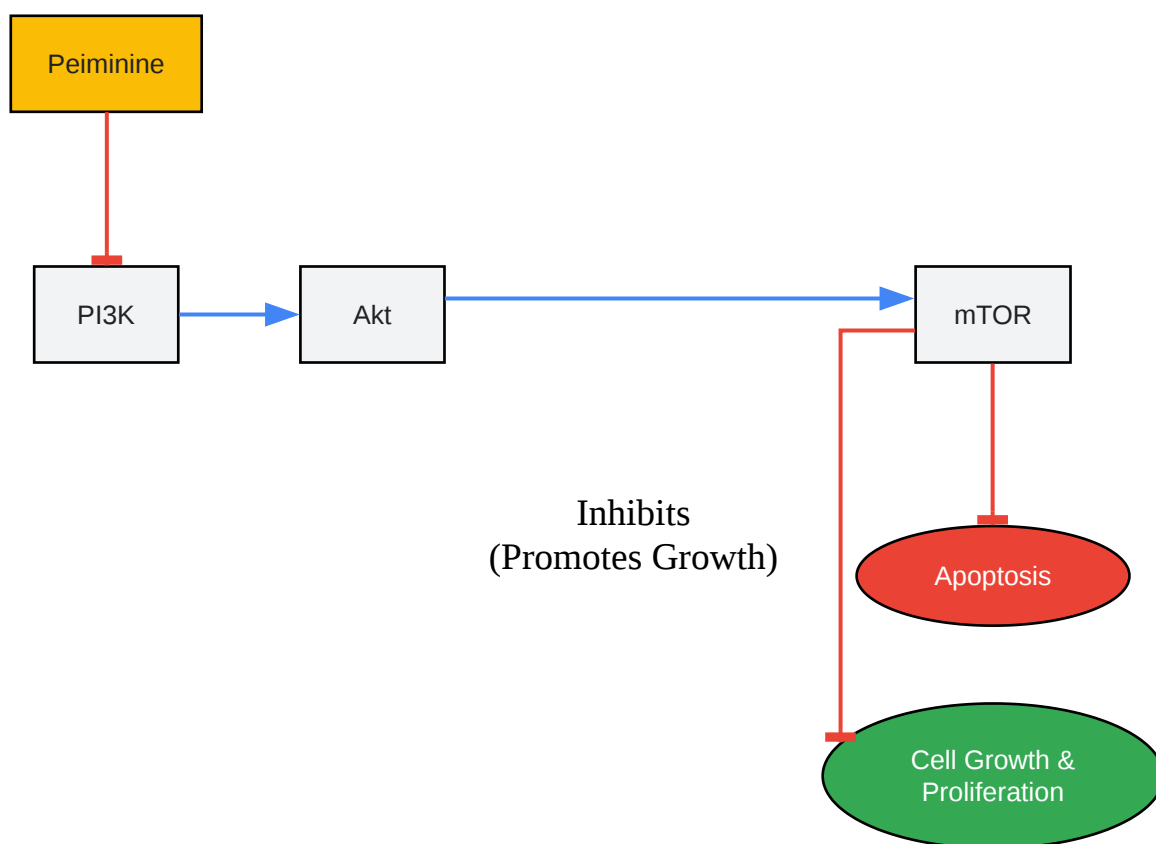 Peiminine
PI3K
Akt
mTOR
Inhibits
(Promotes Growth)
Apoptosis
Cell Growth &
Proliferation